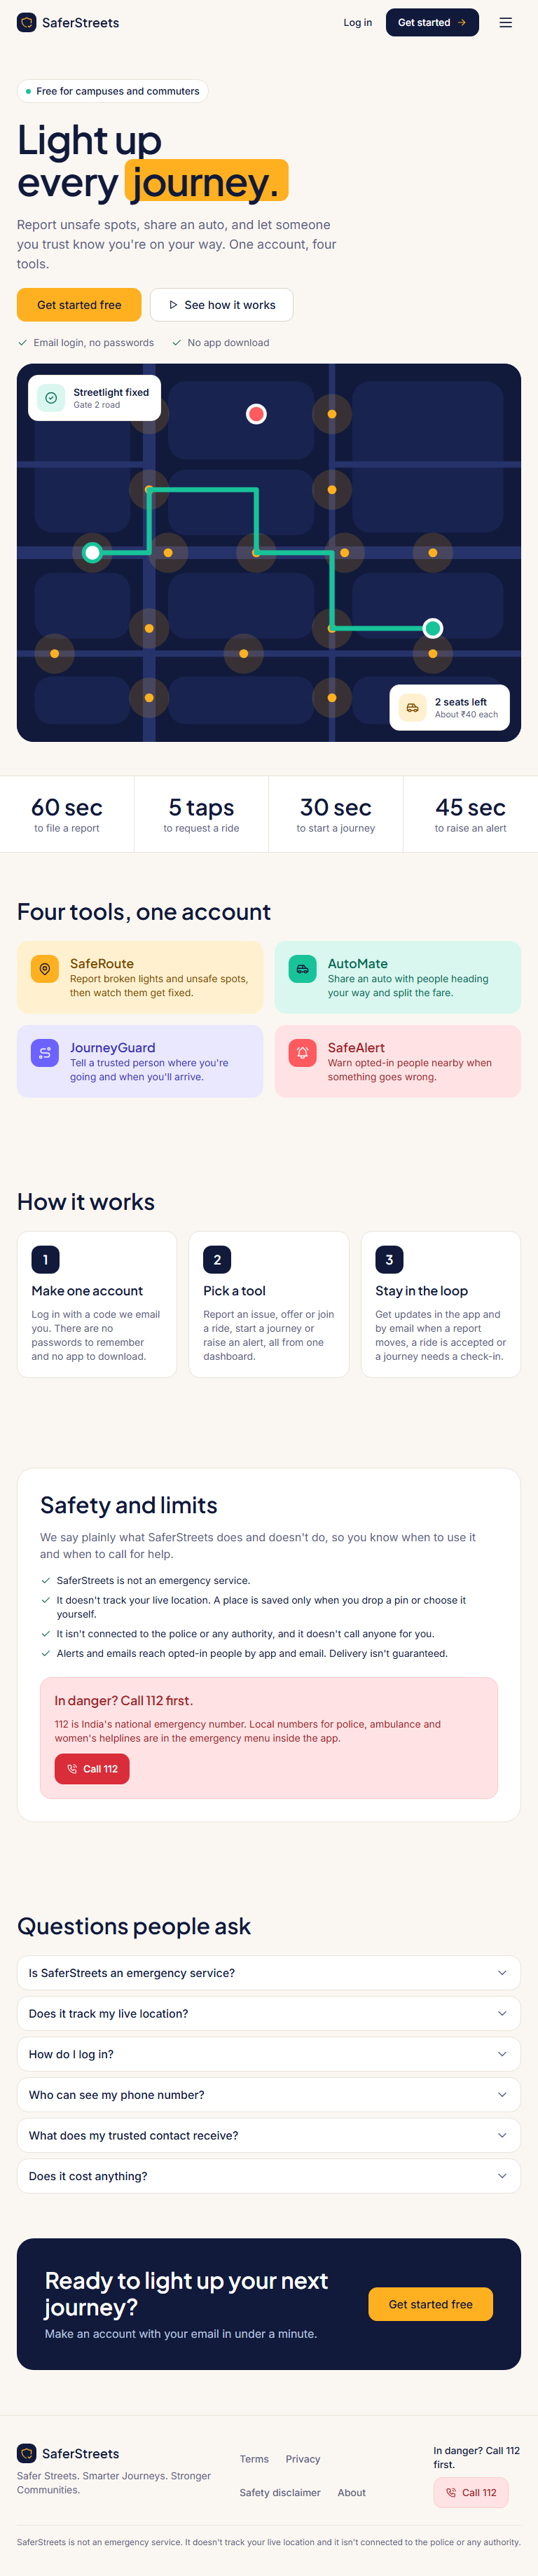 SaferStreets
Log in
Get started
Free for campuses and commuters
Light up
every journey.
Report unsafe spots, share an auto, and let someone
you trust know you're on your way. One account, four
tools.
Get started free
See how it works
Email login, no passwords
No app download
Streetlight fixed
Gate 2 road
2 seats left
About ₹40 each
60 sec
to file a report
5 taps
to request a ride
30 sec
to start a journey
45 sec
to raise an alert
Four tools, one account
SafeRoute
Report broken lights and unsafe spots,
then watch them get fixed.
AutoMate
Share an auto with people heading
your way and split the fare.
JourneyGuard
Tell a trusted person where you're
going and when you'll arrive.
SafeAlert
Warn opted-in people nearby when
something goes wrong.
How it works
1
Make one account
Log in with a code we email
you. There are no
passwords to remember
and no app to download.
2
Pick a tool
Report an issue, offer or join
a ride, start a journey or
raise an alert, all from one
dashboard.
3
Stay in the loop
Get updates in the app and
by email when a report
moves, a ride is accepted or
a journey needs a check-in.
Safety and limits
We say plainly what SaferStreets does and doesn't do, so you know when to use it
and when to call for help.
SaferStreets is not an emergency service.
It doesn't track your live location. A place is saved only when you drop a pin or choose it
yourself.
It isn't connected to the police or any authority, and it doesn't call anyone for you.
Alerts and emails reach opted-in people by app and email. Delivery isn't guaranteed.
In danger? Call 112 first.
112 is India's national emergency number. Local numbers for police, ambulance and
women's helplines are in the emergency menu inside the app.
Call 112
Questions people ask
Is SaferStreets an emergency service?
Does it track my live location?
How do I log in?
Who can see my phone number?
What does my trusted contact receive?
Does it cost anything?
Ready to light up your next
journey?
Make an account with your email in under a minute.
Get started free
SaferStreets
Safer Streets. Smarter Journeys. Stronger
Communities.
Terms
Privacy
Safety disclaimer
About
In danger? Call 112
first.
Call 112
SaferStreets is not an emergency service. It doesn't track your live location and it isn't connected to the police or any authority.